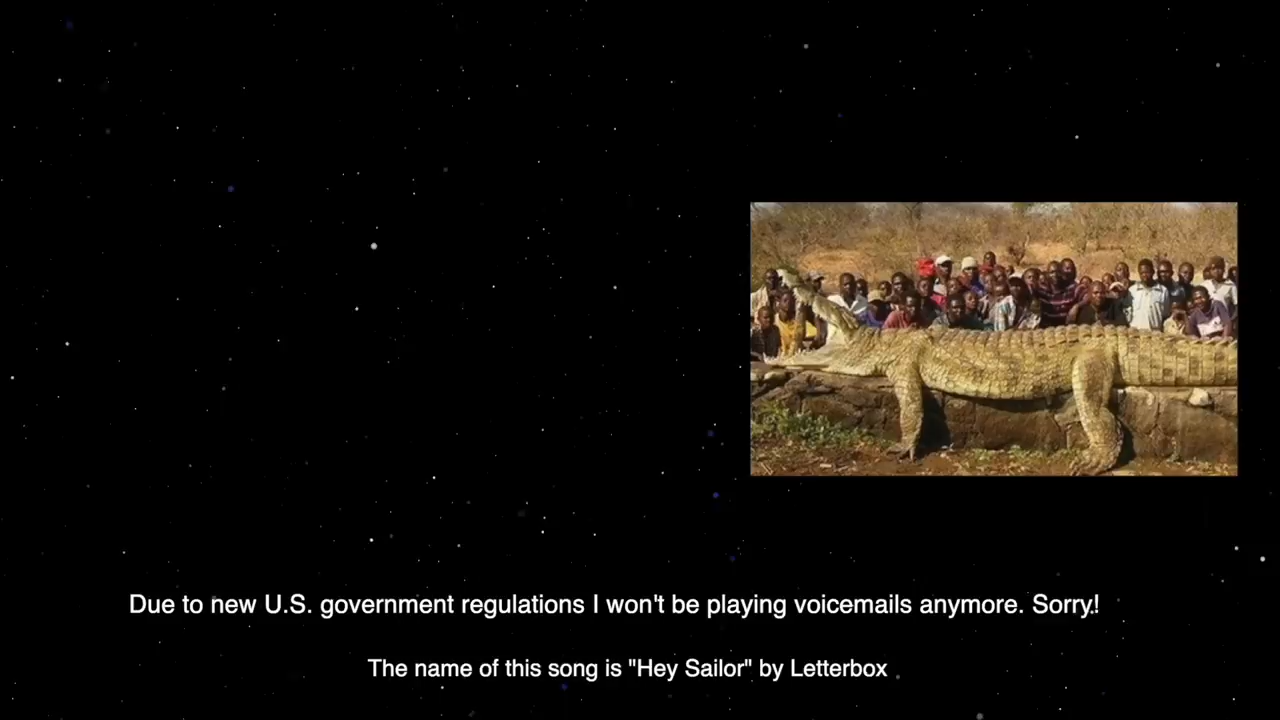 Due to new U.S. government regulations I won't be playing voicemails anymore. Sorry!
The name of this song is "Hey Sailor" by Letterbox